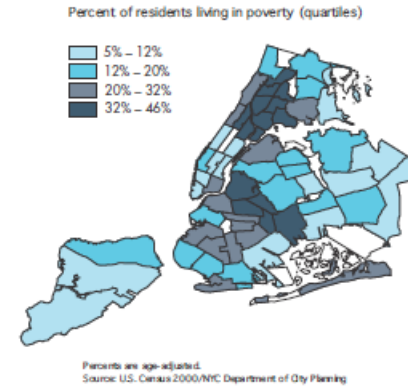 Percent of residents living in poverty (quartiles)
5% – 12%
12% – 20%
20% – 32%
32% – 46%
Percents are age-adjusted.
Source: U.S. Census 2000/NYC Department of City Planning